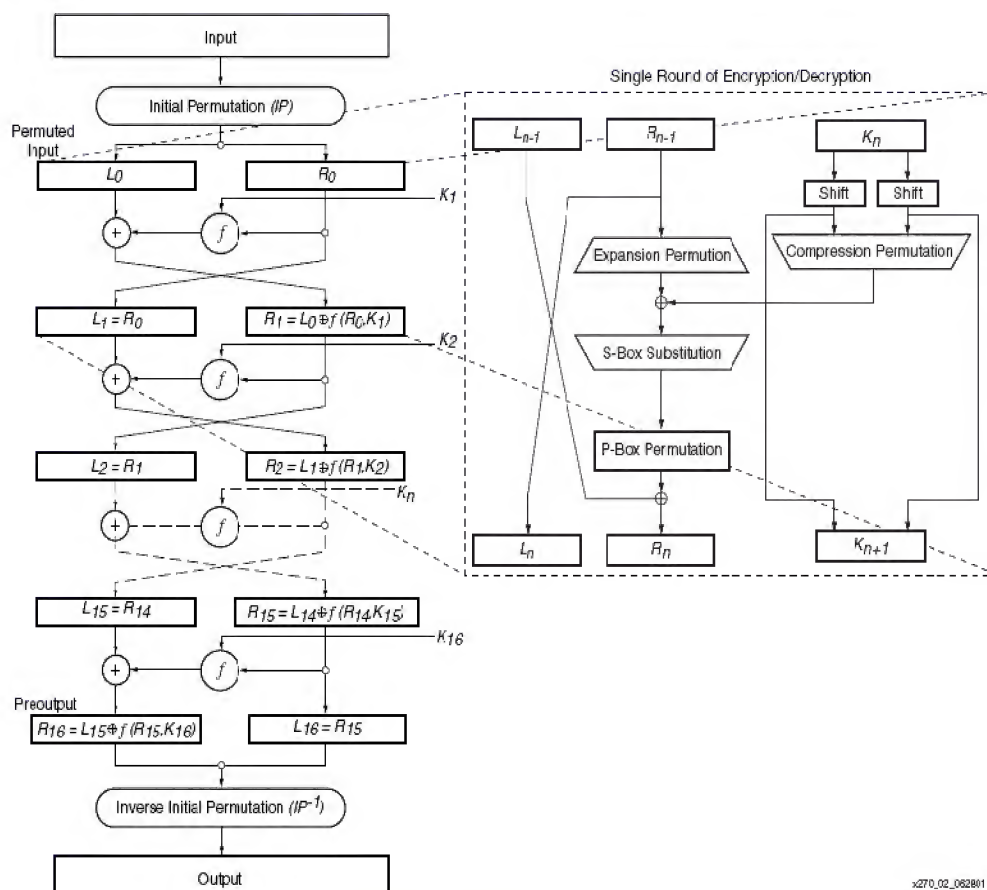 Input
Initial Permutation (IP)
Permuted
Input
L0
R0
K1
+
f
L1 = R0
R1 = L0 ⊕ f (R0,K1)
K2
+
f
L2 = R1
R2 = L1 ⊕ f (R1,K2)
Kn
+
f
L15 = R14
R15 = L14 ⊕ f (R14,K15)
K16
+
f
Preoutput
R16 = L15 ⊕ f (R15,K16)
L16 = R15
Inverse Initial Permutation (IP-1)
Output
Single Round of Encryption/Decryption
Ln-1
Rn-1
Kn
Shift
Shift
Expansion Permution
Compression Permutation
S-Box Substitution
P-Box Permutation
Ln
Rn
Kn+1
x270_02_062801